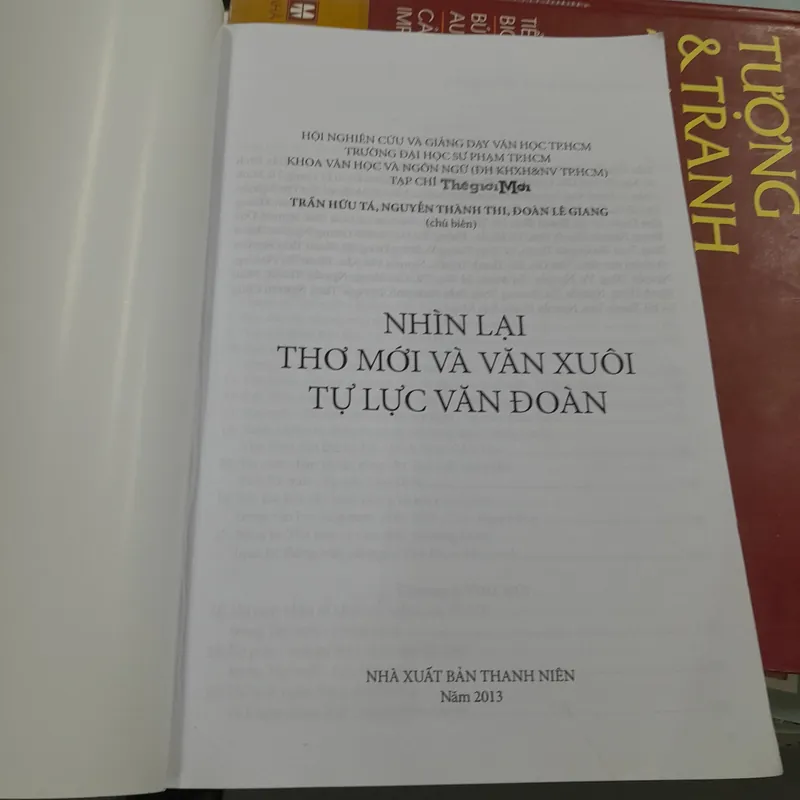 HỘI NGHIÊN CỨU VÀ GIẢNG DẠY VĂN HỌC TP.HCM
TRƯỜNG ĐẠI HỌC SƯ PHẠM TP.HCM
KHOA VĂN HỌC VÀ NGÔN NGỮ (ĐH KHXH&NV TP.HCM)
TẠP CHÍ Thế giới Mới
TRẦN HỮU TÁ, NGUYỄN THÀNH THI, ĐOÀN LÊ GIANG
(chủ biên)
NHÌN LẠI
THƠ MỚI VÀ VĂN XUÔI
TỰ LỰC VĂN ĐOÀN
NHÀ XUẤT BẢN THANH NIÊN
Năm 2013
TƯỢNG
& TRANH